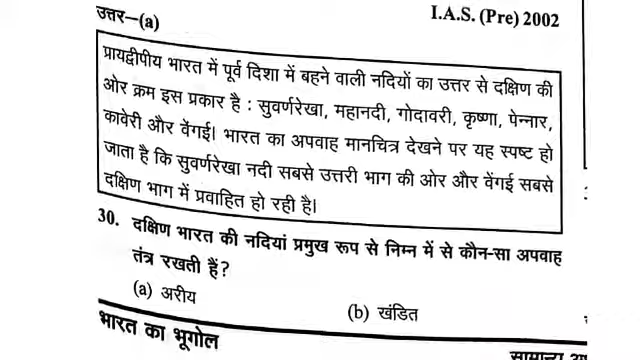 उत्तर—(a)
I.A.S. (Pre) 2002
प्रायद्वीपीय भारत में पूर्व दिशा में बहने वाली नदियों का उत्तर से दक्षिण की
ओर क्रम इस प्रकार है : सुवर्णरेखा, महानदी, गोदावरी, कृष्णा, पेन्नार,
कावेरी और वेंगई। भारत का अपवाह मानचित्र देखने पर यह स्पष्ट हो
जाता है कि सुवर्णरेखा नदी सबसे उत्तरी भाग की ओर और वेंगई सबसे
दक्षिण भाग में प्रवाहित हो रही है।
30. दक्षिण भारत की नदियां प्रमुख रूप से निम्न में से कौन-सा अपवाह
तंत्र रखती हैं?
(a) अरीय
(b) खंडित
भारत का भूगोल
सामान्य